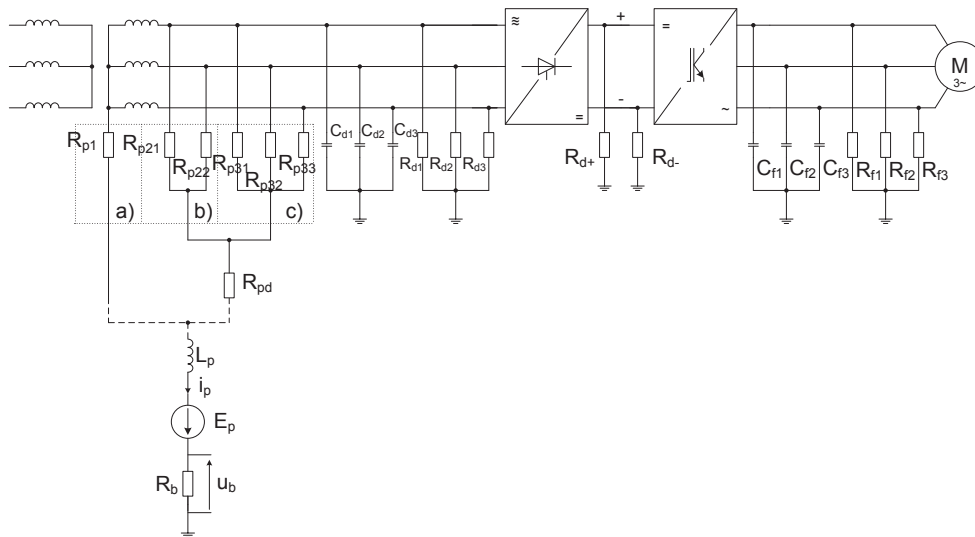 ≋
+
=
-
=
~
M
3~
R_p1
R_p21
R_p22
R_p31
R_p32
R_p33
C_d1
C_d2
C_d3
R_d1
R_d2
R_d3
R_d+
R_d-
C_f1
C_f2
C_f3
R_f1
R_f2
R_f3
a)
b)
c)
R_pd
L_p
i_p
E_p
R_b
u_b